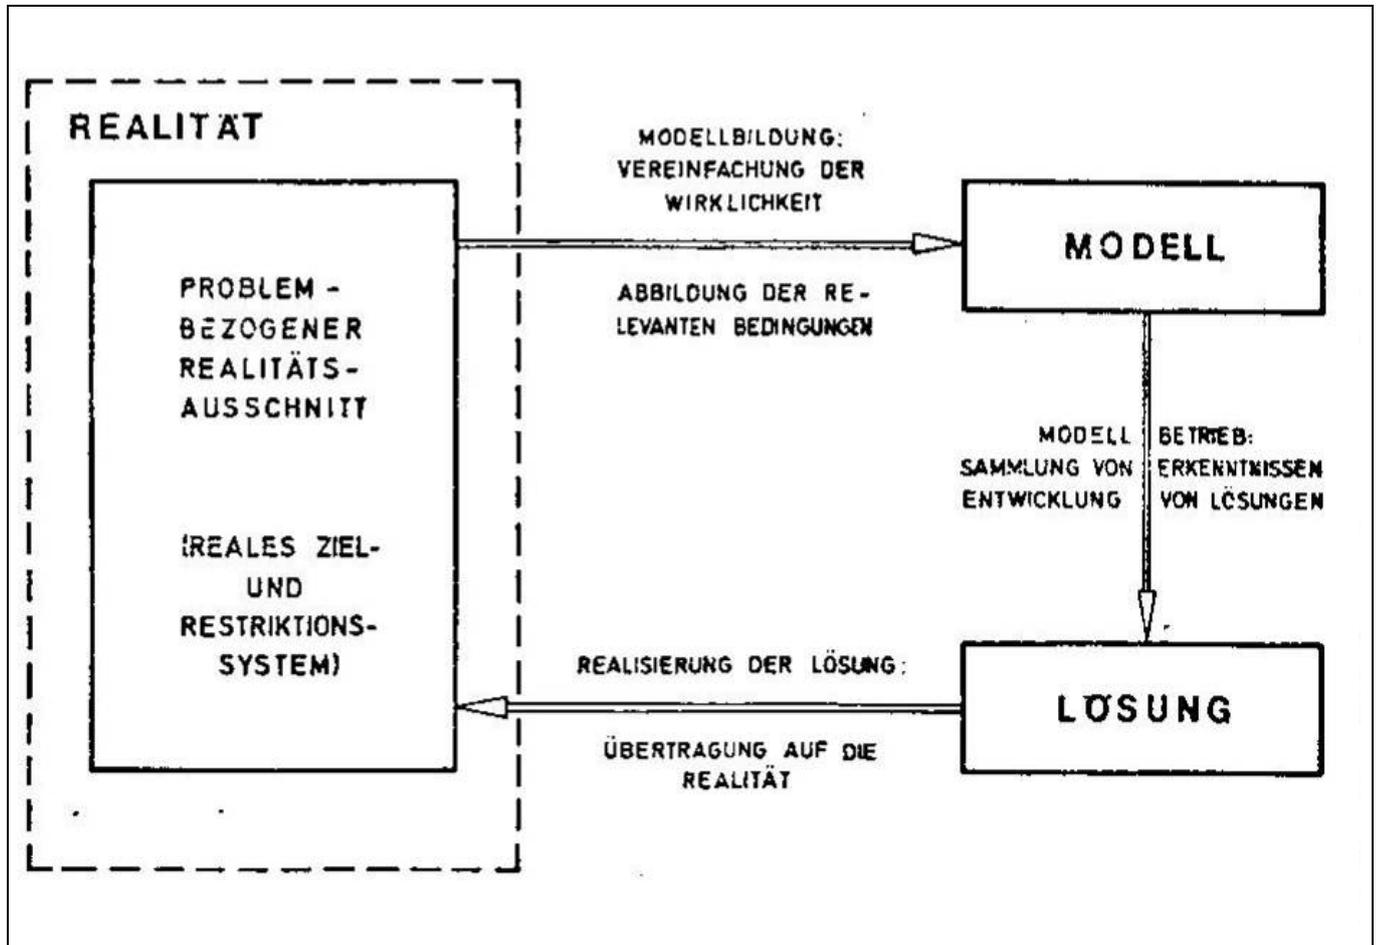 REALITÄT
PROBLEM-
BEZOGENER
REALITÄTS-
AUSSCHNITT
(REALES ZIEL-
UND
RESTRIKTIONS-
SYSTEM)
MODELLBILDUNG:
VEREINFACHUNG DER
WIRKLICHKEIT
ABBILDUNG DER RE-
LEVANTEN BEDINGUNGEN
MODELL
MODELL BETRIEB:
SAMMLUNG VON ERKENNTNISSEN
ENTWICKLUNG VON LÖSUNGEN
LÖSUNG
REALISIERUNG DER LÖSUNG:
ÜBERTRAGUNG AUF DIE
REALITÄT